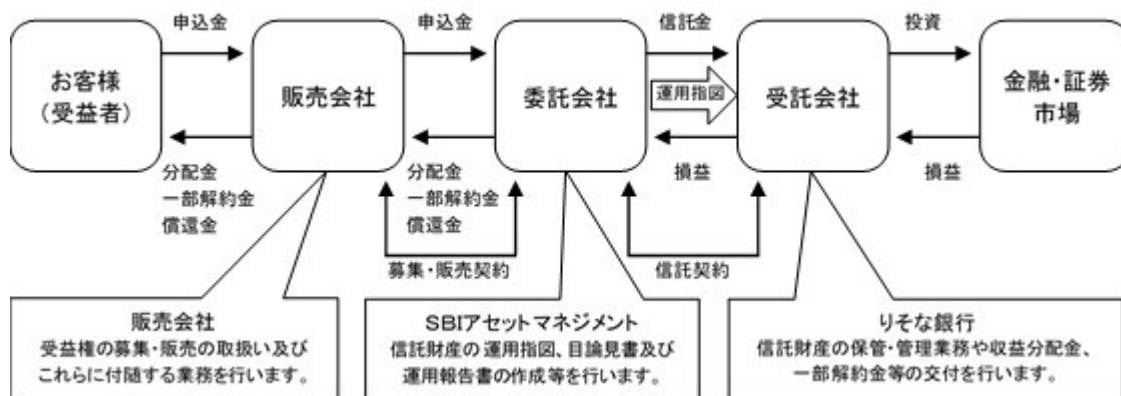 申込金
申込金
信託金
投資
お客様
（受益者）
販売会社
委託会社
運用指図
受託会社
金融・証券
市場
分配金
一部解約金
償還金
分配金
一部解約金
償還金
損益
損益
募集・販売契約
信託契約
販売会社
受益権の募集・販売の取扱い及び
これらに付随する業務を行います。
SBIアセットマネジメント
信託財産の運用指図、目論見書及び
運用報告書の作成等を行います。
りそな銀行
信託財産の保管・管理業務や収益分配金、
一部解約金等の交付を行います。